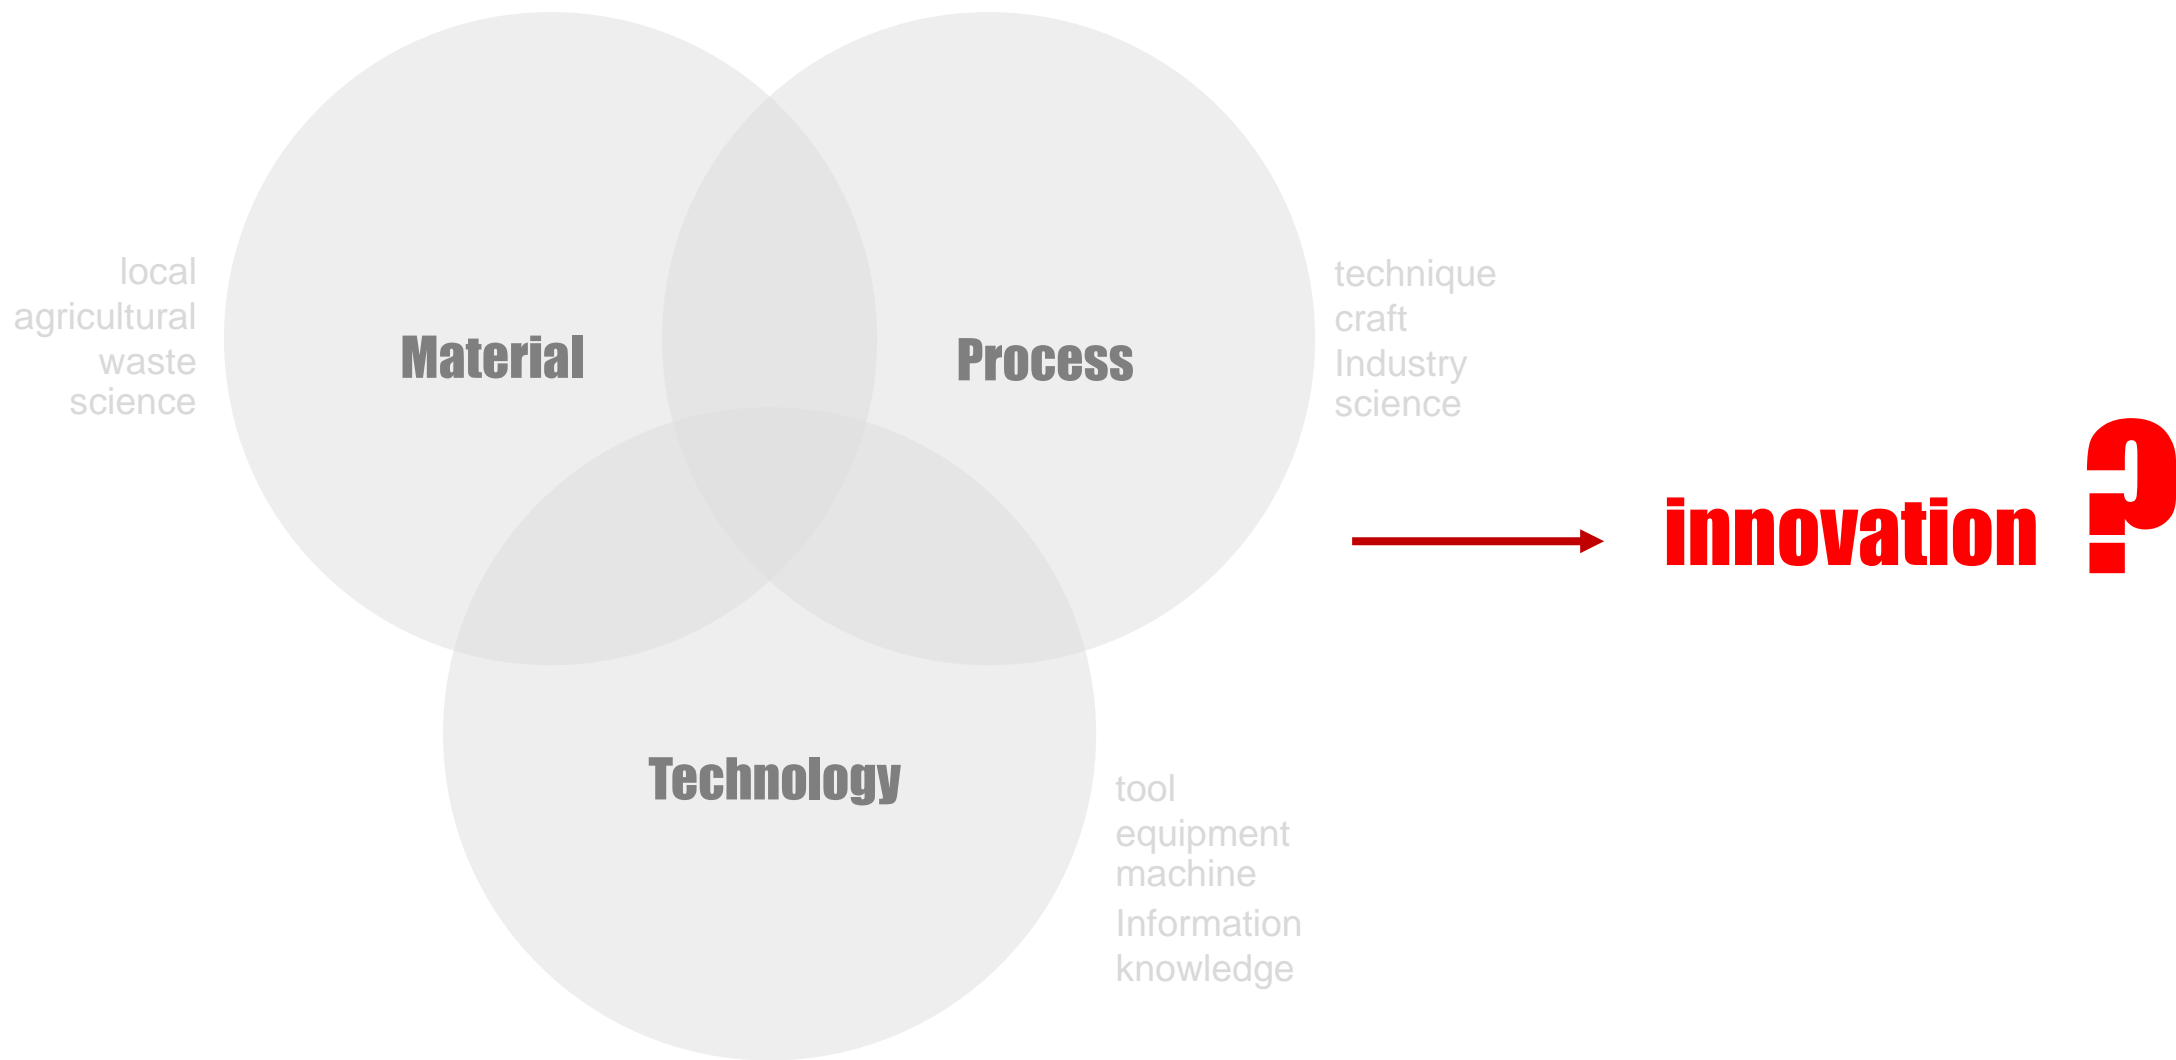 local
agricultural
waste
science
Material
Process
technique
craft
Industry
science
innovation ?
Technology
tool
equipment
machine
Information
knowledge